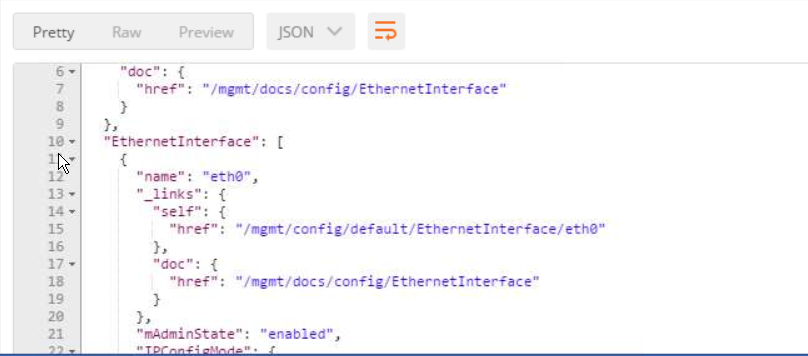 Pretty Raw Preview JSON
6 "doc": {
7 "href": "/mgmt/docs/config/EthernetInterface"
8 }
9 },
10 "EthernetInterface": [
11 {
12 "name": "eth0",
13 "_links": {
14 "self": {
15 "href": "/mgmt/config/default/EthernetInterface/eth0"
16 },
17 "doc": {
18 "href": "/mgmt/docs/config/EthernetInterface"
19 }
20 },
21 "mAdminState": "enabled",
22 "IPConfigMode": {